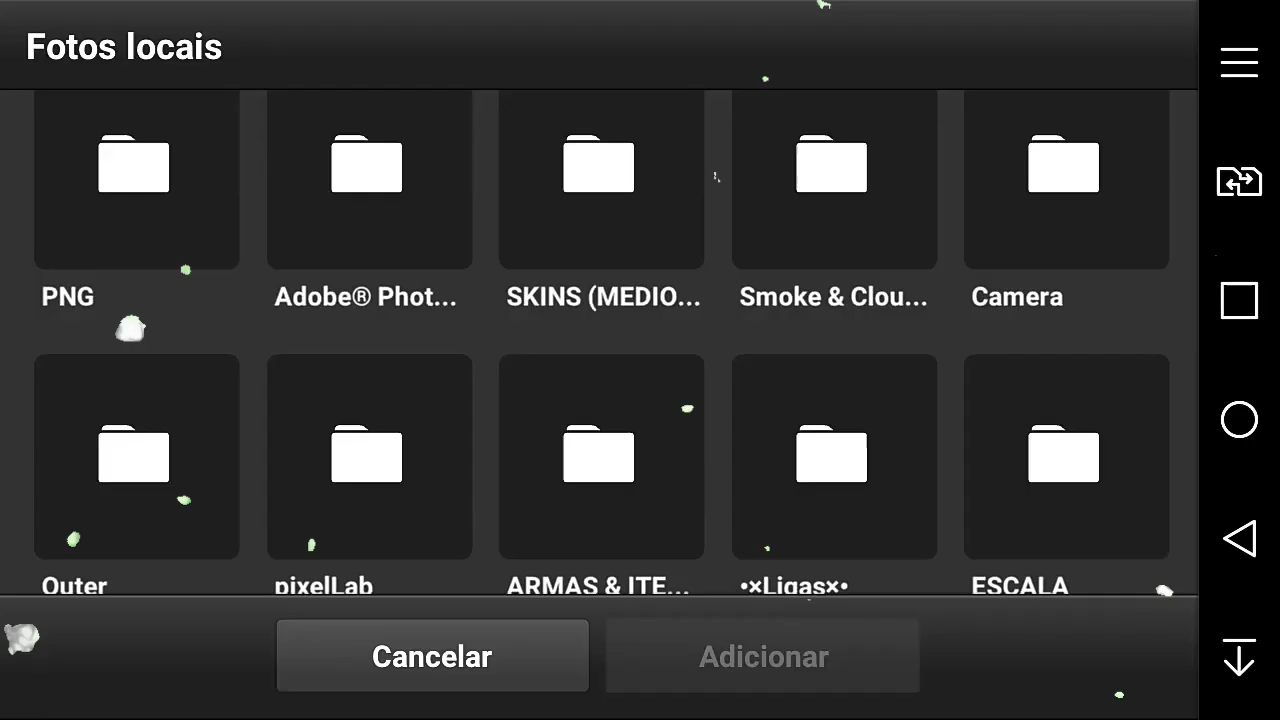 Fotos locais
PNG
Adobe® Phot...
SKINS (MEDIO...
Smoke & Clou...
Camera
Outer
pixelLab
ARMAS & ITE...
•×Ligas×•
ESCALA
Cancelar
Adicionar